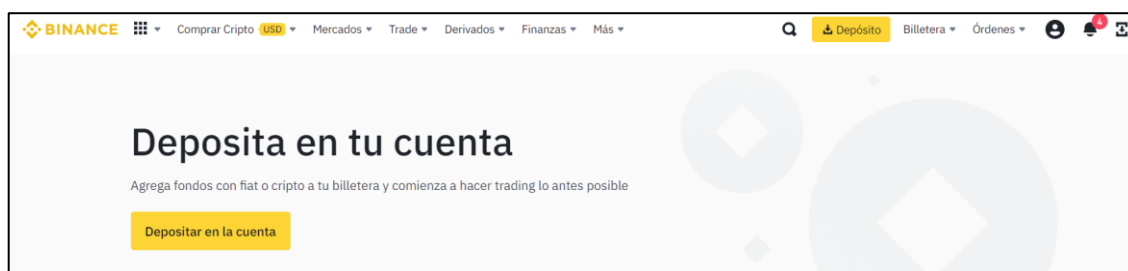 BINANCE Comprar Cripto USD Mercados Trade Derivados Finanzas Más Depósito Billetera Órdenes 4
Deposita en tu cuenta
Agrega fondos con fiat o cripto a tu billetera y comienza a hacer trading lo antes posible
Depositar en la cuenta